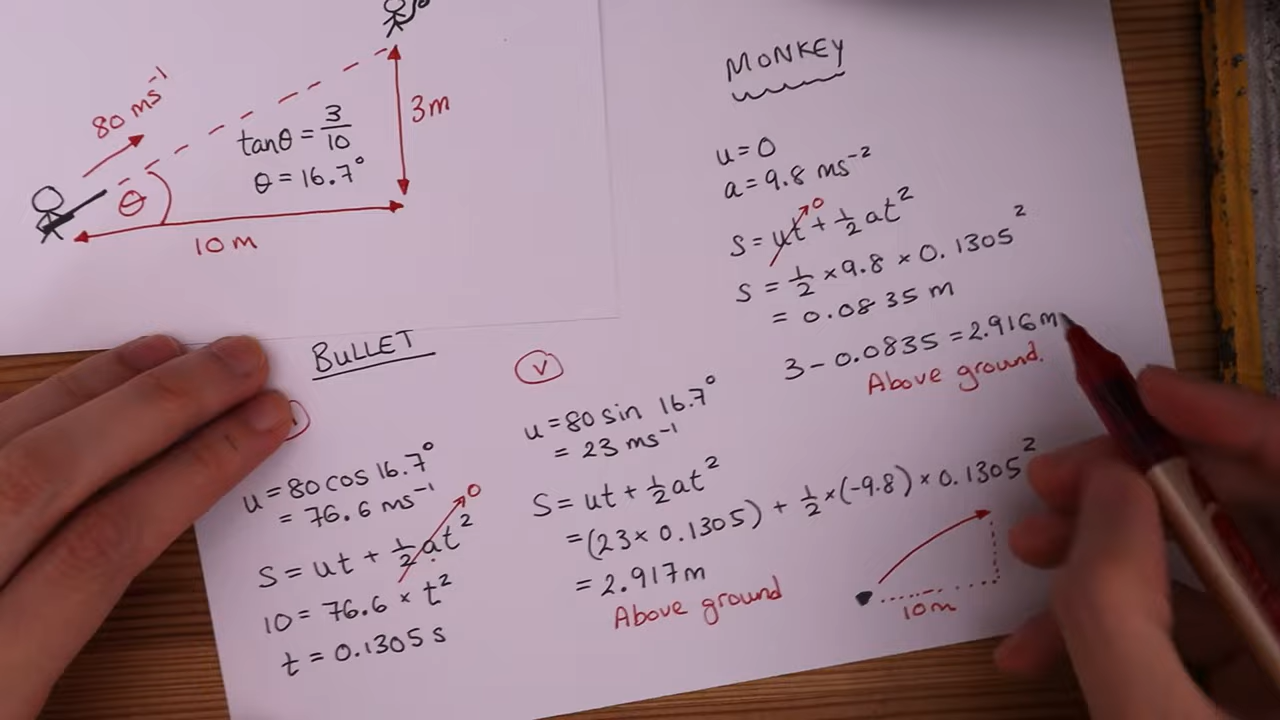 80 ms⁻¹
tanθ = 3/10
θ = 16.7°
3m
θ
10 m
BULLET
u = 80 cos 16.7°
= 76.6 ms⁻¹
s = ut + ½at² 0
10 = 76.6 × t²
t = 0.1305 s
V
u = 80 sin 16.7°
= 23 ms⁻¹
S = ut + ½at²
= (23 × 0.1305) + ½ × (-9.8) × 0.1305²
= 2.917m
Above ground
10m
MONKEY
u = 0
a = 9.8 ms⁻²
s = ut + ½at² 0
s = ½ × 9.8 × 0.1305²
= 0.0835 m
3 - 0.0835 = 2.916m
Above ground.